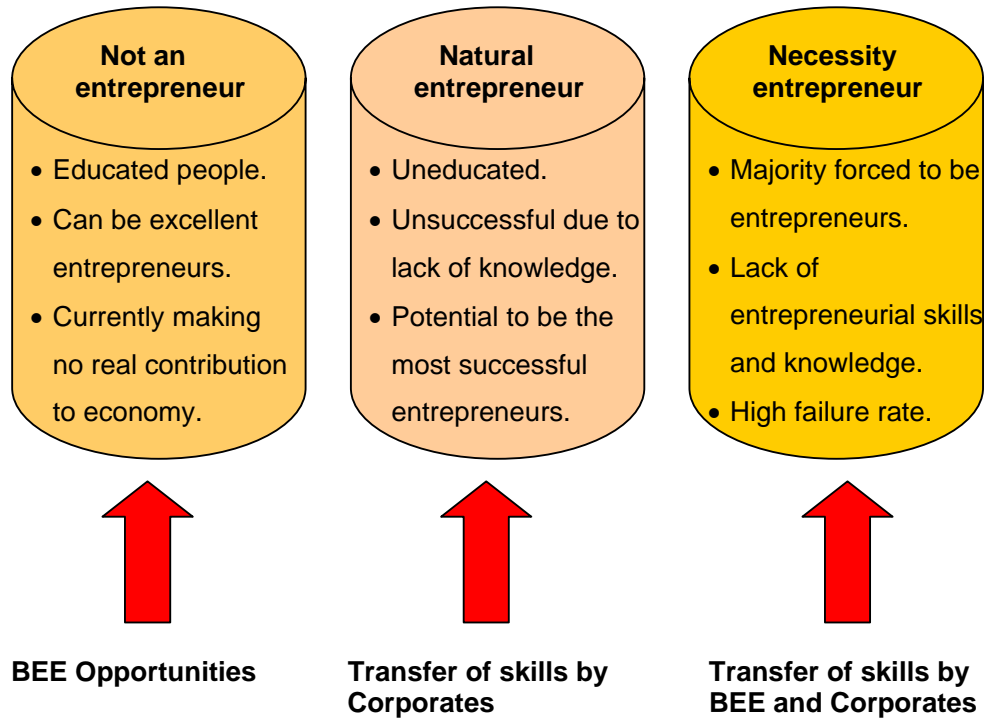 Not an
entrepreneur
• Educated people.
• Can be excellent
entrepreneurs.
• Currently making
no real contribution
to economy.
BEE Opportunities
Natural
entrepreneur
• Uneducated.
• Unsuccessful due to
lack of knowledge.
• Potential to be the
most successful
entrepreneurs.
Transfer of skills by
Corporates
Necessity
entrepreneur
• Majority forced to be
entrepreneurs.
• Lack of
entrepreneurial skills
and knowledge.
• High failure rate.
Transfer of skills by
BEE and Corporates